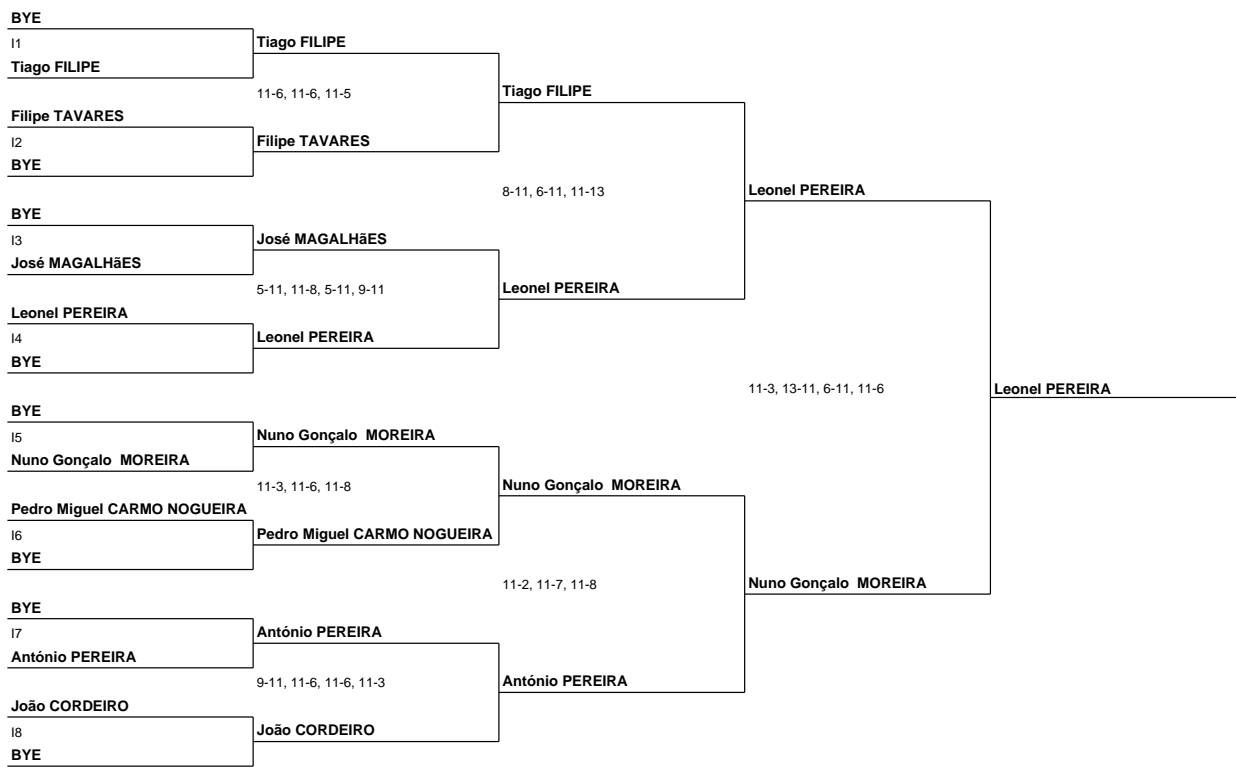 BYE
I1
Tiago FILIPE
Filipe TAVARES
I2
BYE
BYE
I3
José MAGALHãES
Leonel PEREIRA
I4
BYE
BYE
I5
Nuno Gonçalo  MOREIRA
Pedro Miguel CARMO NOGUEIRA
I6
BYE
BYE
I7
António PEREIRA
João CORDEIRO
I8
BYE
Tiago FILIPE
11-6, 11-6, 11-5
Filipe TAVARES
José MAGALHãES
5-11, 11-8, 5-11, 9-11
Leonel PEREIRA
Nuno Gonçalo  MOREIRA
11-3, 11-6, 11-8
Pedro Miguel CARMO NOGUEIRA
António PEREIRA
9-11, 11-6, 11-6, 11-3
João CORDEIRO
Tiago FILIPE
8-11, 6-11, 11-13
Leonel PEREIRA
Nuno Gonçalo  MOREIRA
11-2, 11-7, 11-8
António PEREIRA
Leonel PEREIRA
11-3, 13-11, 6-11, 11-6
Nuno Gonçalo  MOREIRA
Leonel PEREIRA